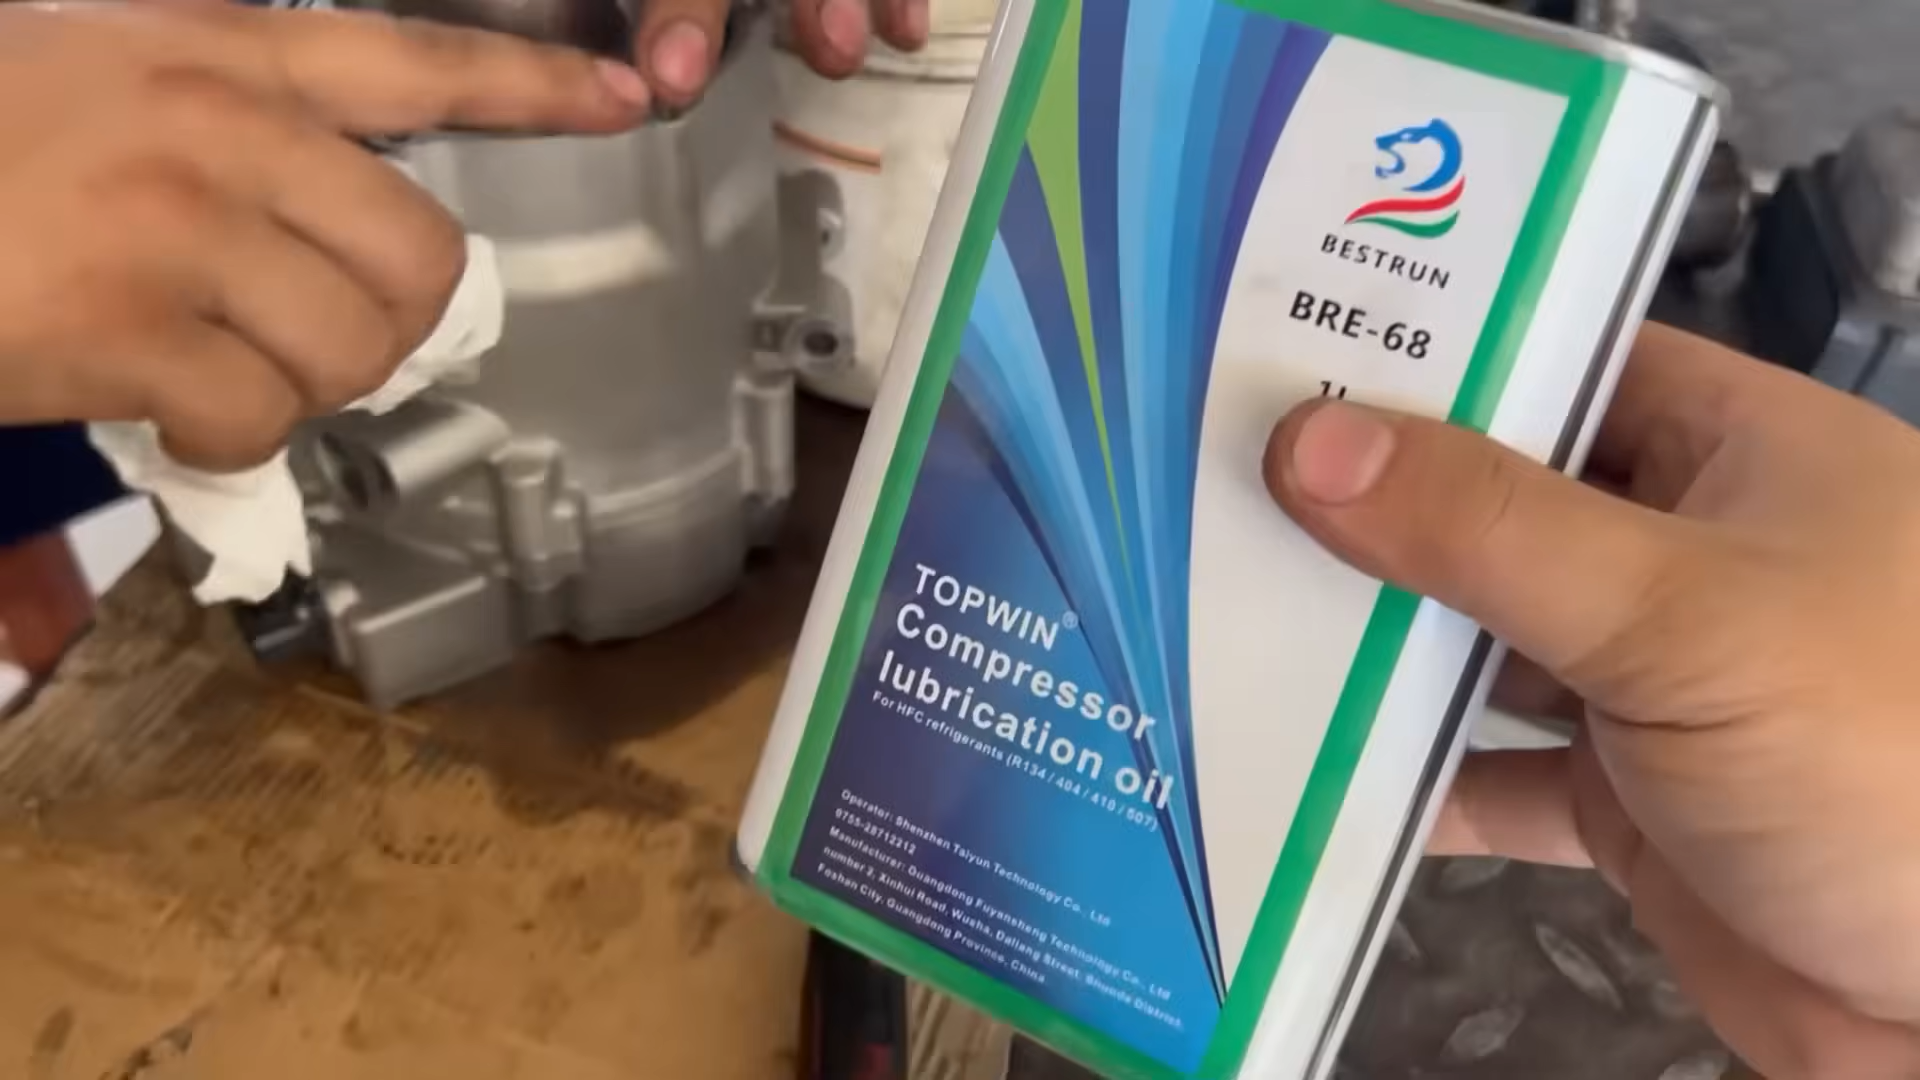 BESTRUN
BRE-68
1L
TOPWIN®
Compressor
lubrication oil
For HFC refrigerants (R134 / 404 / 410 / 507)
Operator: Shenzhen Taiyun Technology Co., Ltd
0755-28712212
Manufacturer: Guangdong Fuyansheng Technology Co., Ltd
number 2, Xinhui Road, Wusha, Daliang Street, Shunde District,
Foshan City, Guangdong Province, China